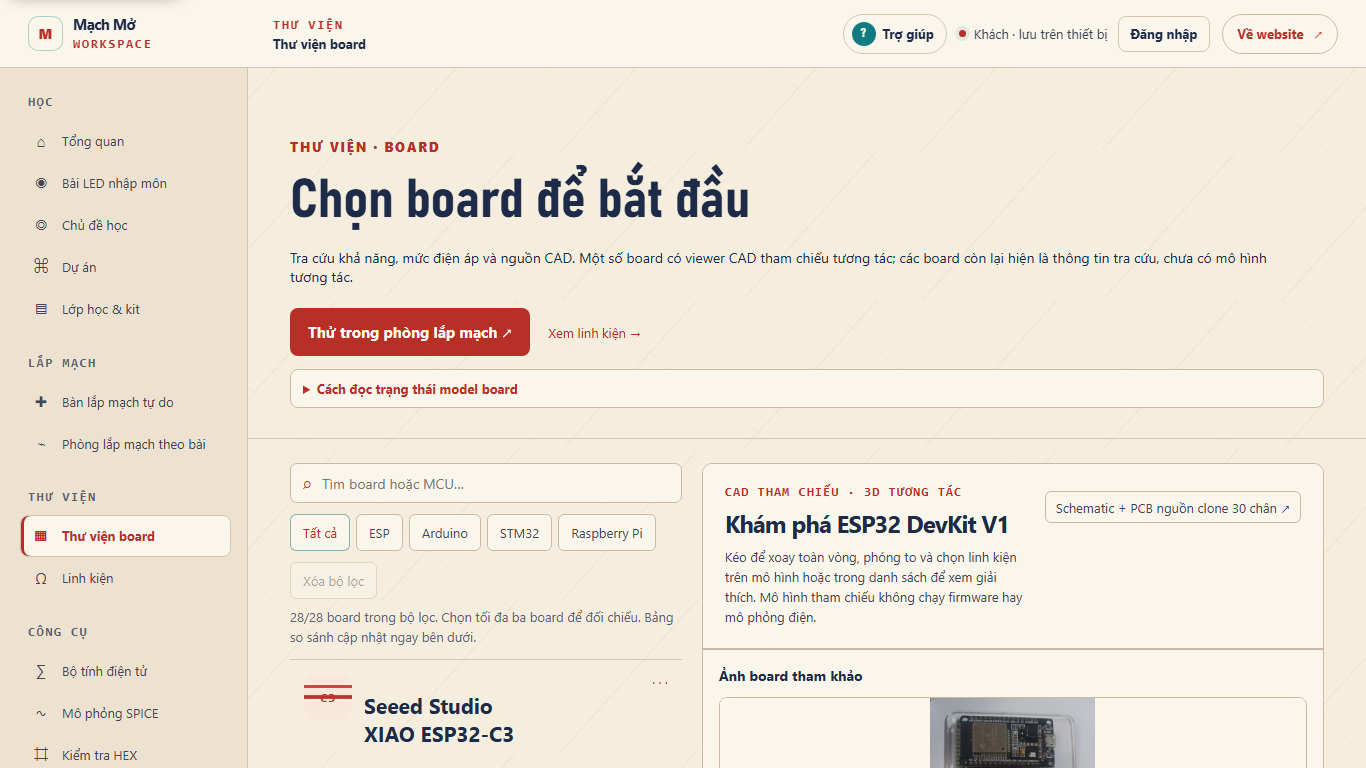 M
Mạch Mở
WORKSPACE
THƯ VIỆN
Thư viện board
? Trợ giúp
Khách · lưu trên thiết bị
Đăng nhập
Về website ↗
HỌC
Tổng quan
Bài LED nhập môn
Chủ đề học
Dự án
Lớp học & kit
LẮP MẠCH
Bàn lắp mạch tự do
Phòng lắp mạch theo bài
THƯ VIỆN
Thư viện board
Linh kiện
CÔNG CỤ
Bộ tính điện tử
Mô phỏng SPICE
Kiểm tra HEX
THƯ VIỆN · BOARD
Chọn board để bắt đầu
Tra cứu khả năng, mức điện áp và nguồn CAD. Một số board có viewer CAD tham chiếu tương tác; các board còn lại hiện là thông tin tra cứu, chưa có mô hình
tương tác.
Thử trong phòng lắp mạch ↗
Xem linh kiện →
Cách đọc trạng thái model board
Tìm board hoặc MCU...
Tất cả
ESP
Arduino
STM32
Raspberry Pi
Xóa bộ lọc
28/28 board trong bộ lọc. Chọn tối đa ba board để đối chiếu. Bảng
so sánh cập nhật ngay bên dưới.
C3
Seeed Studio
XIAO ESP32-C3
...
CAD THAM CHIẾU · 3D TƯƠNG TÁC
Khám phá ESP32 DevKit V1
Kéo để xoay toàn vòng, phóng to và chọn linh kiện
trên mô hình hoặc trong danh sách để xem giải
thích. Mô hình tham chiếu không chạy firmware hay
mô phỏng điện.
Schematic + PCB nguồn clone 30 chân ↗
Ảnh board tham khảo